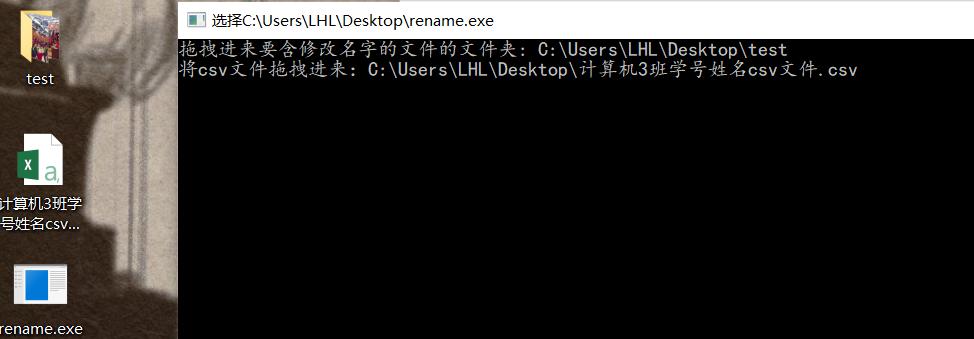 test
计算机3班学
号姓名csv...
rename.exe
选择C:\Users\LHL\Desktop\rename.exe
拖拽进来要含修改名字的文件的文件夹: C:\Users\LHL\Desktop\test
将csv文件拖拽进来: C:\Users\LHL\Desktop\计算机3班学号姓名csv文件.csv